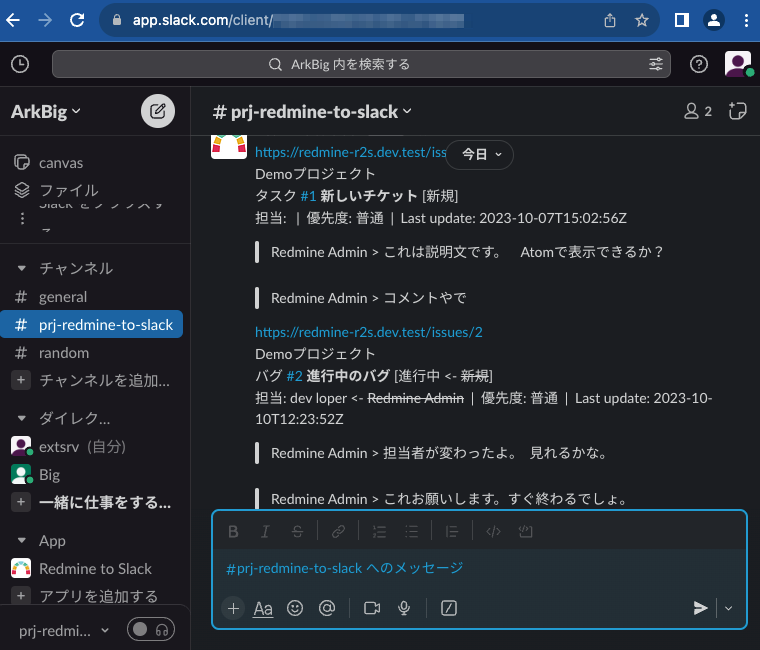 app.slack.com/client/
ArkBig 内を検索する
ArkBig
canvas
ファイル
チャンネル
general
prj-redmine-to-slack
random
チャンネルを追加...
ダイレク...
extsrv (自分)
Big
一緒に仕事をする...
App
Redmine to Slack
アプリを追加する
prj-redmi...
# prj-redmine-to-slack
2
今日
https://redmine-r2s.dev.test/iss
Demoプロジェクト
タスク #1 新しいチケット [新規]
担当: | 優先度: 普通 | Last update: 2023-10-07T15:02:56Z
Redmine Admin > これは説明文です。 Atomで表示できるか？
Redmine Admin > コメントやで
https://redmine-r2s.dev.test/issues/2
Demoプロジェクト
バグ #2 進行中のバグ [進行中 <- 新規]
担当: dev loper <- Redmine Admin | 優先度: 普通 | Last update: 2023-10-
10T12:23:52Z
Redmine Admin > 担当者が変わったよ。 見れるかな。
Redmine Admin > これお願いします。すぐ終わるでしょ。
#prj-redmine-to-slack へのメッセージ
Aa